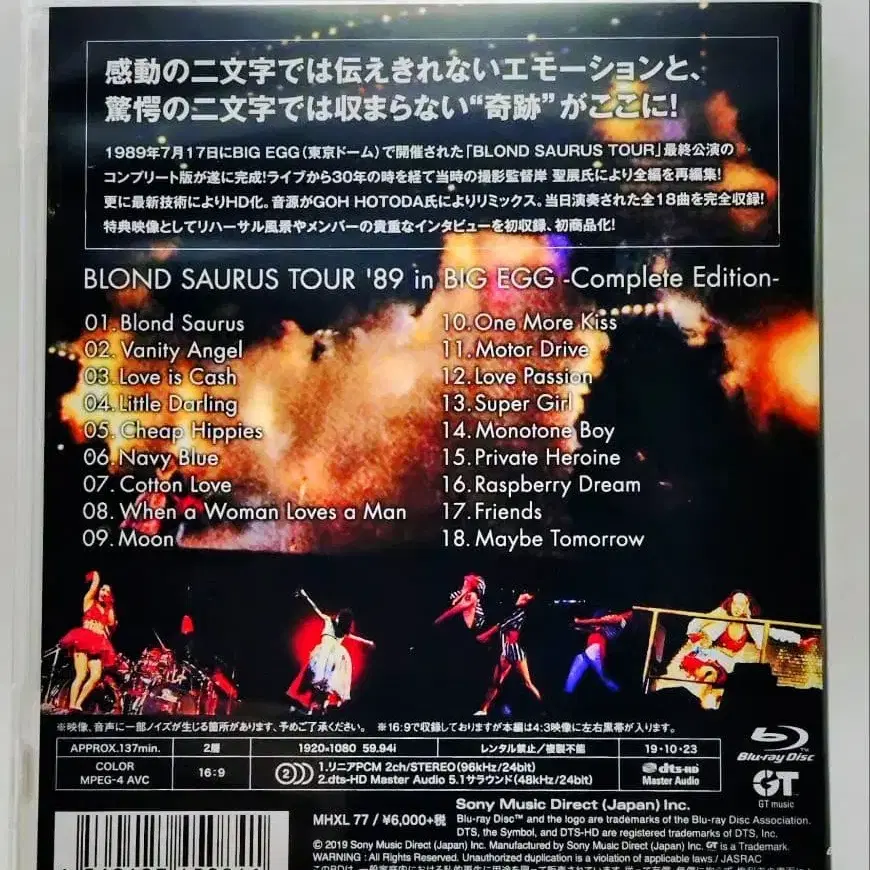 感動の二文字では伝えきれないエモーションと、
驚愕の二文字では収まらない“奇跡”がここに!
1989年7月17日にBIG EGG(東京ドーム)で開催された「BLOND SAURUS TOUR」最終公演の
コンプリート版が遂に完成!ライブから30年の時を経て当時の撮影監督岸 聖展氏により全編を再編集!
更に最新技術によりHD化。音源がGOH HOTODA氏によりリミックス。当日演奏された全18曲を完全収録!
特典映像としてリハーサル風景やメンバーの貴重なインタビューを初収録、初商品化!
BLOND SAURUS TOUR '89 in BIG EGG -Complete Edition-
01.Blond Saurus
02.Vanity Angel
03.Love is Cash
04.Little Darling
05.Cheap Hippies
06.Navy Blue
07.Cotton Love
08.When a Woman Loves a Man
09.Moon
10.One More Kiss
11.Motor Drive
12.Love Passion
13.Super Girl
14.Monotone Boy
15.Private Heroine
16.Raspberry Dream
17.Friends
18.Maybe Tomorrow
※映像、音声に一部ノイズが生じる箇所があります、予めご了承ください。 ※16:9で収録しておりますが本編は4:3映像に左右黒帯が入ります。
APPROX.137min. 2層 1920×1080 59.94i レンタル禁止/複製不能 19・10・23
COLOR
MPEG-4 AVC
16:9
2
1.リニアPCM 2ch/STEREO(96kHz/24bit)
2.dts-HD Master Audio 5.1サラウンド(48kHz/24bit)
dts-HD
Master Audio
Blu-ray Disc
GT
GT music
MHXL 77 / ¥6,000+税
Sony Music Direct (Japan) Inc.
Blu-ray Disc™ and the logo are trademarks of the Blu-ray Disc Association.
DTS, the Symbol, and DTS-HD are registered trademarks of DTS, Inc.
© 2019 Sony Music Direct (Japan) Inc. Manufactured by Sony Music Direct (Japan) Inc. GT is a Trademark.
WARNING : All Rights Reserved. Unauthorized duplication is a violation of applicable laws./ JASRAC